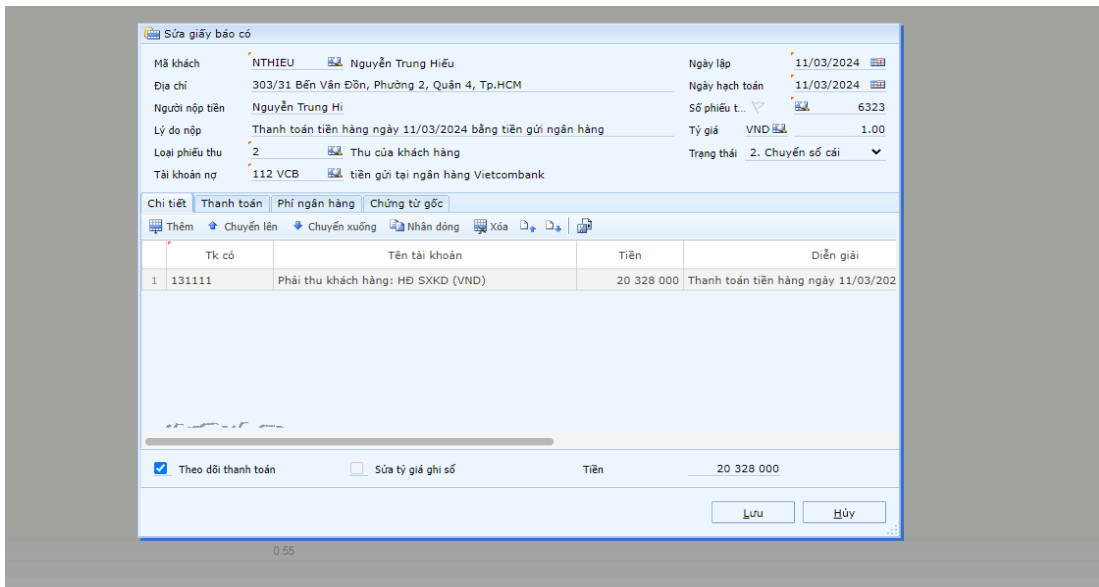 Sửa giấy báo có
Mã khách NTHIEU Nguyễn Trung Hiếu Ngày lập 11/03/2024
Địa chỉ 303/31 Bến Vân Đồn, Phường 2, Quận 4, Tp.HCM Ngày hạch toán 11/03/2024
Người nộp tiền Nguyễn Trung Hi Số phiếu t... 6323
Lý do nộp Thanh toán tiền hàng ngày 11/03/2024 bằng tiền gửi ngân hàng Tỷ giá VND 1.00
Loại phiếu thu 2 Thu của khách hàng Trạng thái 2. Chuyển sổ cái
Tài khoản nợ 112 VCB tiền gửi tại ngân hàng Vietcombank
Chi tiết Thanh toán Phí ngân hàng Chứng từ gốc
Thêm Chuyển lên Chuyển xuống Nhân dòng Xóa
Tk có Tên tài khoản Tiền Diễn giải
1 131111 Phải thu khách hàng: HĐ SXKD (VND) 20 328 000 Thanh toán tiền hàng ngày 11/03/202
Theo dõi thanh toán Sửa tỷ giá ghi sổ Tiền 20 328 000
Lưu Hủy
0.55